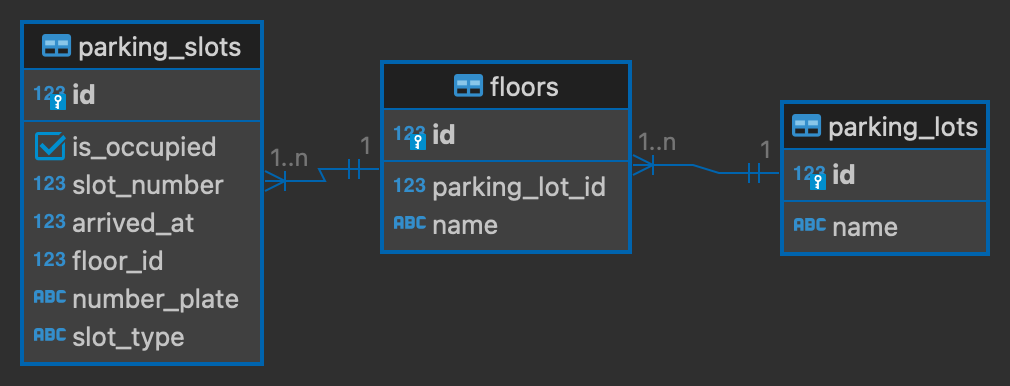 parking_slots
123 id
is_occupied
123 slot_number
123 arrived_at
123 floor_id
ABC number_plate
ABC slot_type
1..n
1
floors
123 id
123 parking_lot_id
ABC name
1..n
1
parking_lots
123 id
ABC name